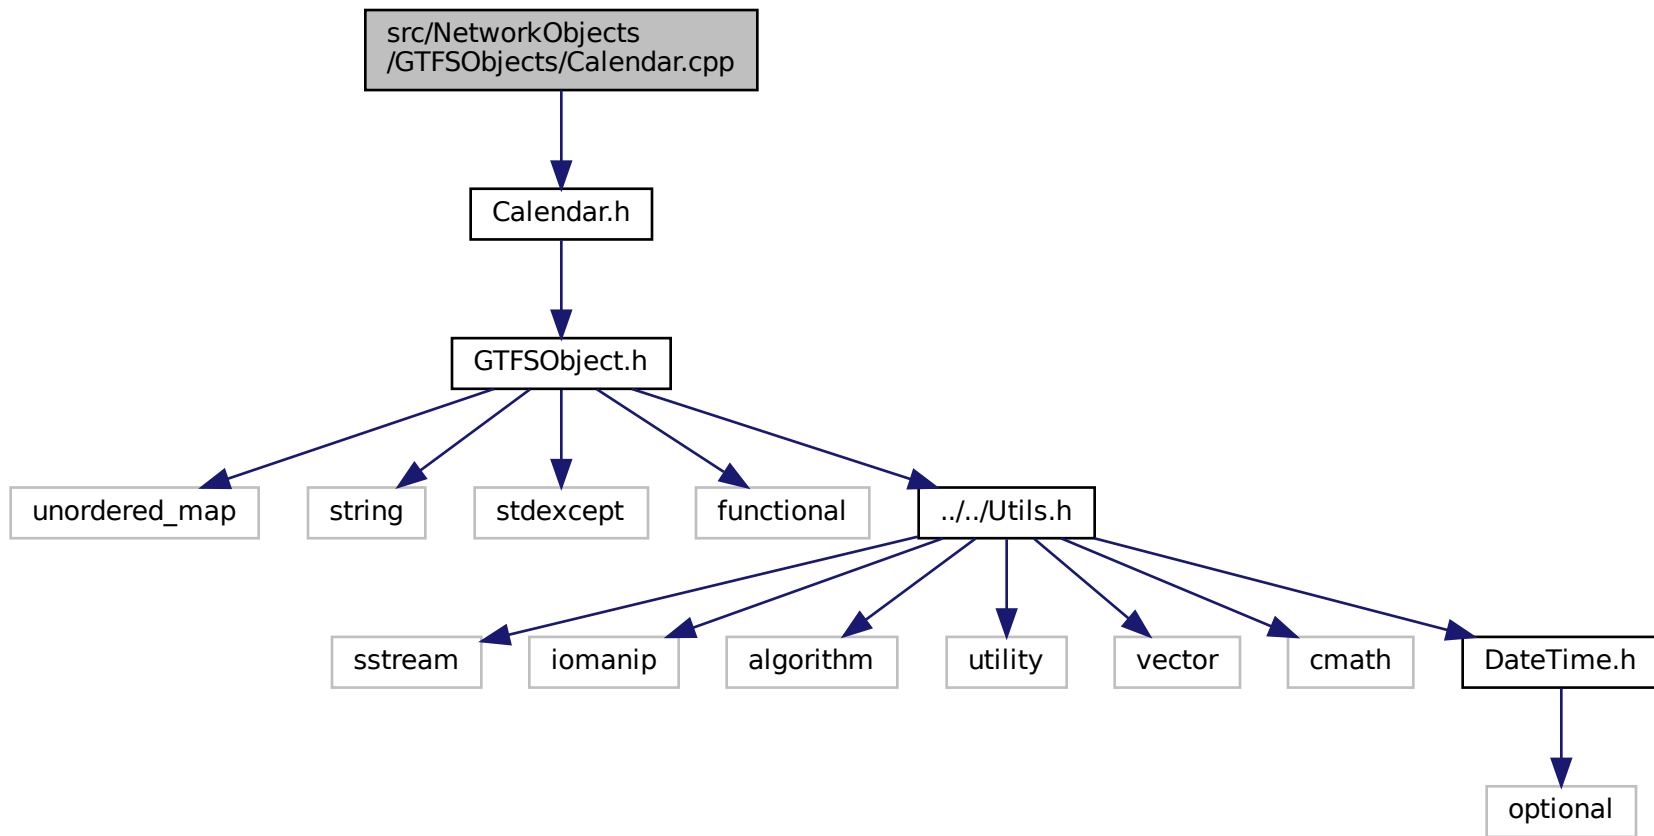 src/NetworkObjects
/GTFSObjects/Calendar.cpp
Calendar.h
GTFSObject.h
unordered_map
string
stdexcept
functional
../../Utils.h
sstream
iomanip
algorithm
utility
vector
cmath
DateTime.h
optional